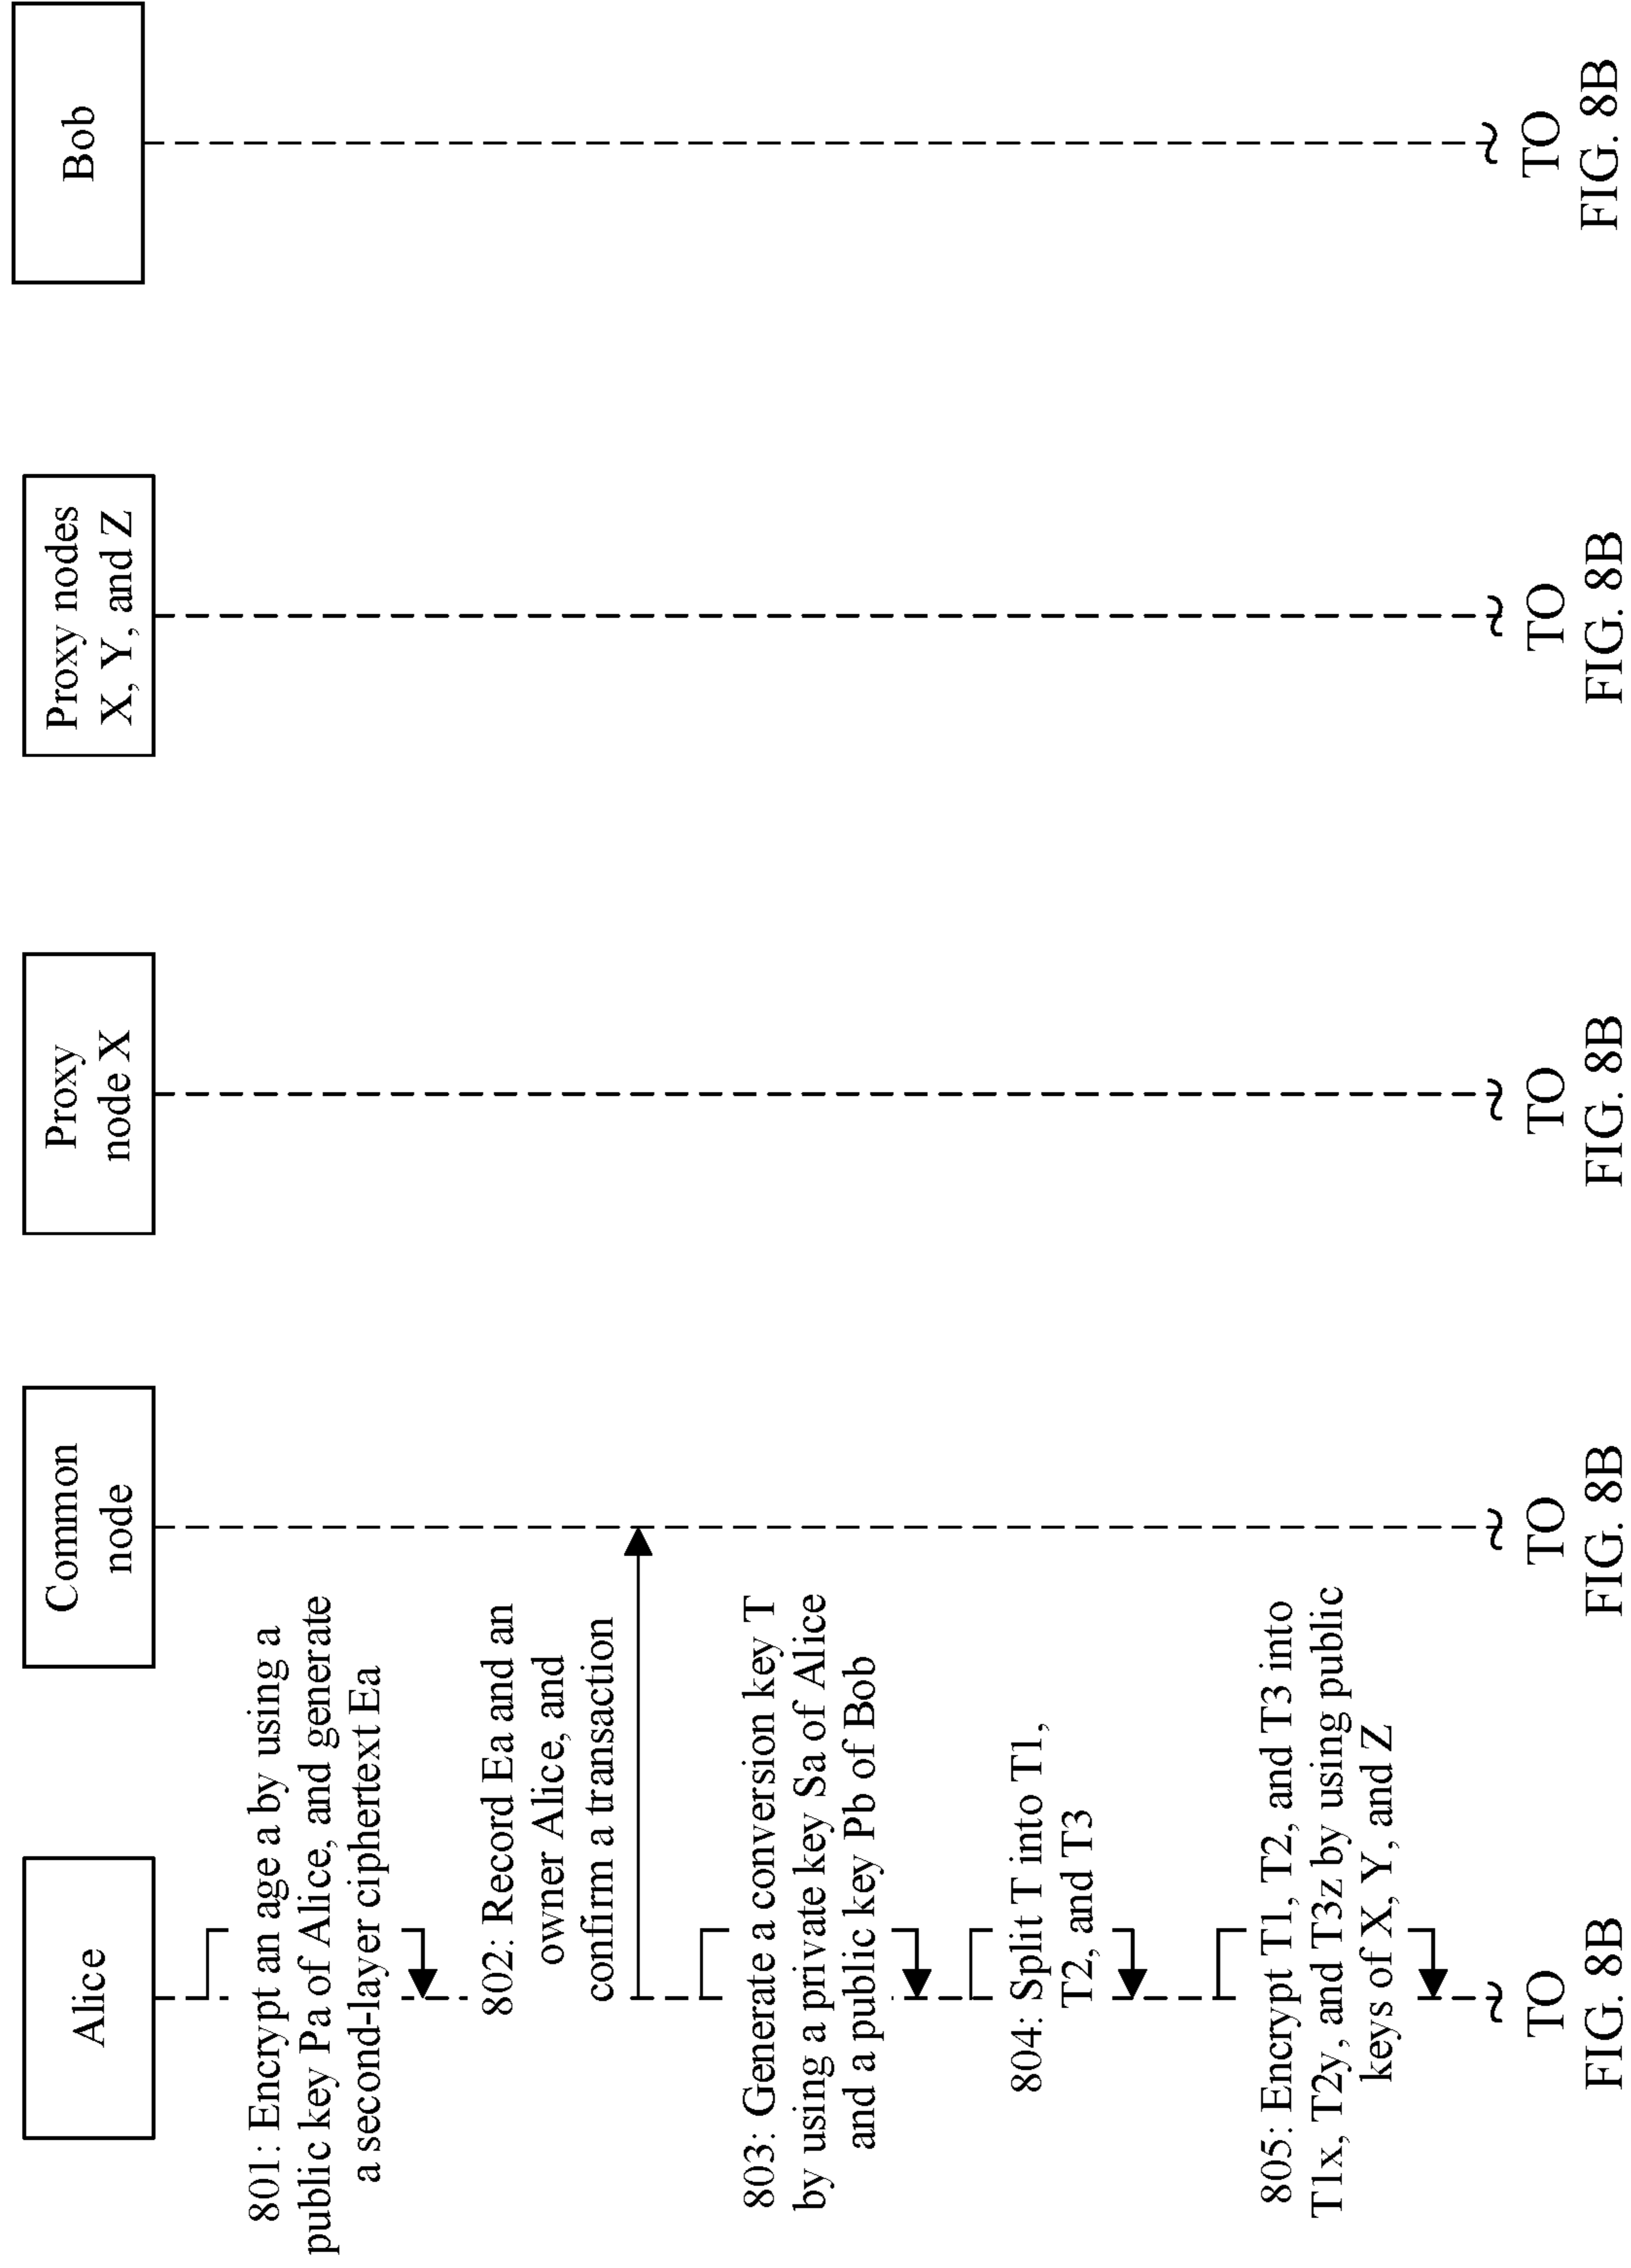 Alice
Common
node
Proxy
node X
Proxy nodes
X, Y, and Z
Bob
801: Encrypt an age a by using a
public key Pa of Alice, and generate
a second-layer ciphertext Ea
802: Record Ea and an
owner Alice, and
confirm a transaction
803: Generate a conversion key T
by using a private key Sa of Alice
and a public key Pb of Bob
804: Split T into T1,
T2, and T3
805: Encrypt T1, T2, and T3 into
T1x, T2y, and T3z by using public
keys of X, Y, and Z
TO
FIG. 8B
TO
FIG. 8B
TO
FIG. 8B
TO
FIG. 8B
TO
FIG. 8B